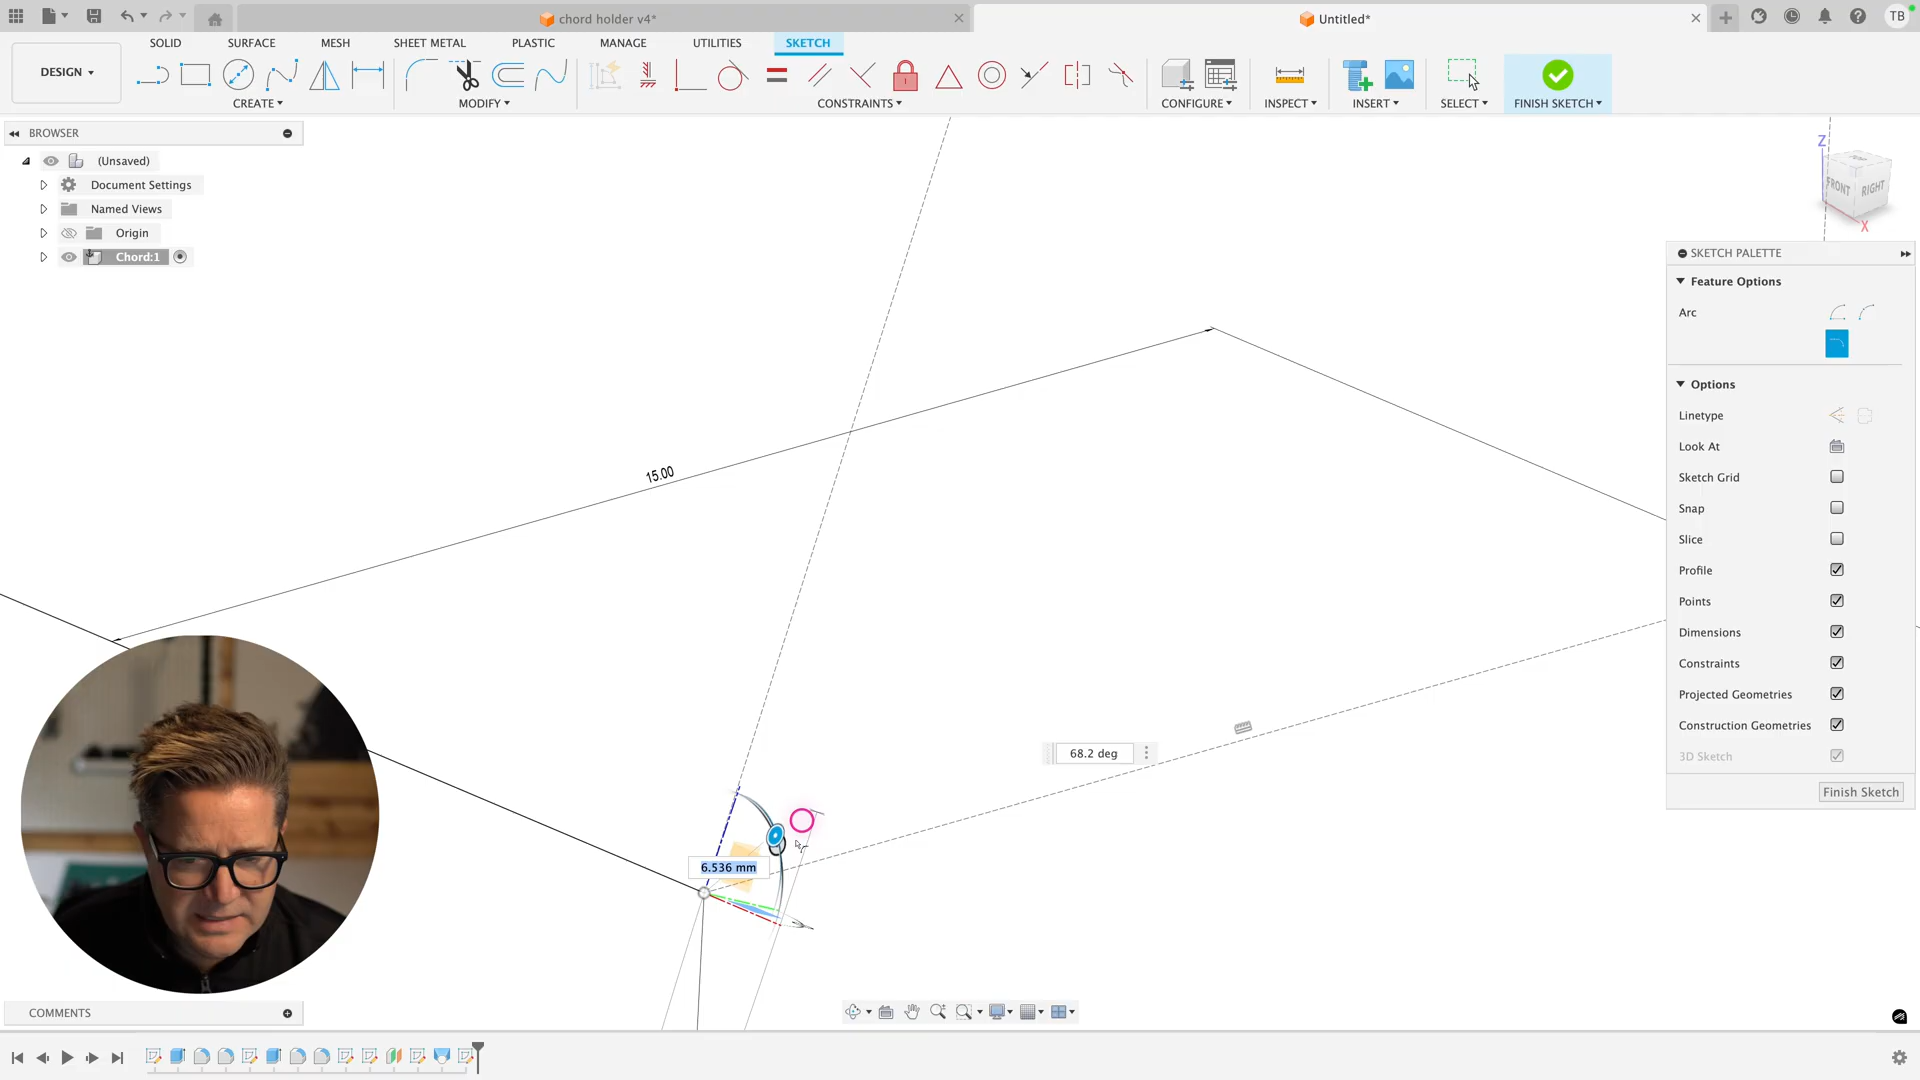 chord holder v4*
Untitled*
TB
DESIGN
SOLID SURFACE MESH SHEET METAL PLASTIC MANAGE UTILITIES SKETCH
CREATE MODIFY CONSTRAINTS CONFIGURE INSPECT INSERT SELECT FINISH SKETCH
BROWSER
(Unsaved)
Document Settings
Named Views
Origin
Chord:1
Z
TOP
FRONT
RIGHT
X
SKETCH PALETTE
Feature Options
Arc
Options
Linetype
Look At
Sketch Grid
Snap
Slice
Profile
Points
Dimensions
Constraints
Projected Geometries
Construction Geometries
3D Sketch
Finish Sketch
15.00
68.2 deg
6.536 mm
COMMENTS